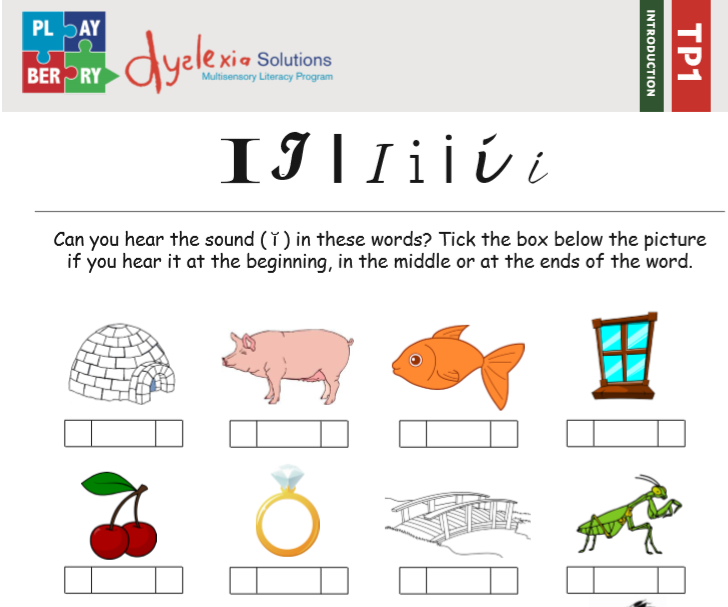 PL AY
BER RY
dyslexia Solutions
Multisensory Literacy Program
INTRODUCTION
TP1
I I I I i i i i
Can you hear the sound ( ĭ ) in these words? Tick the box below the picture
if you hear it at the beginning, in the middle or at the ends of the word.